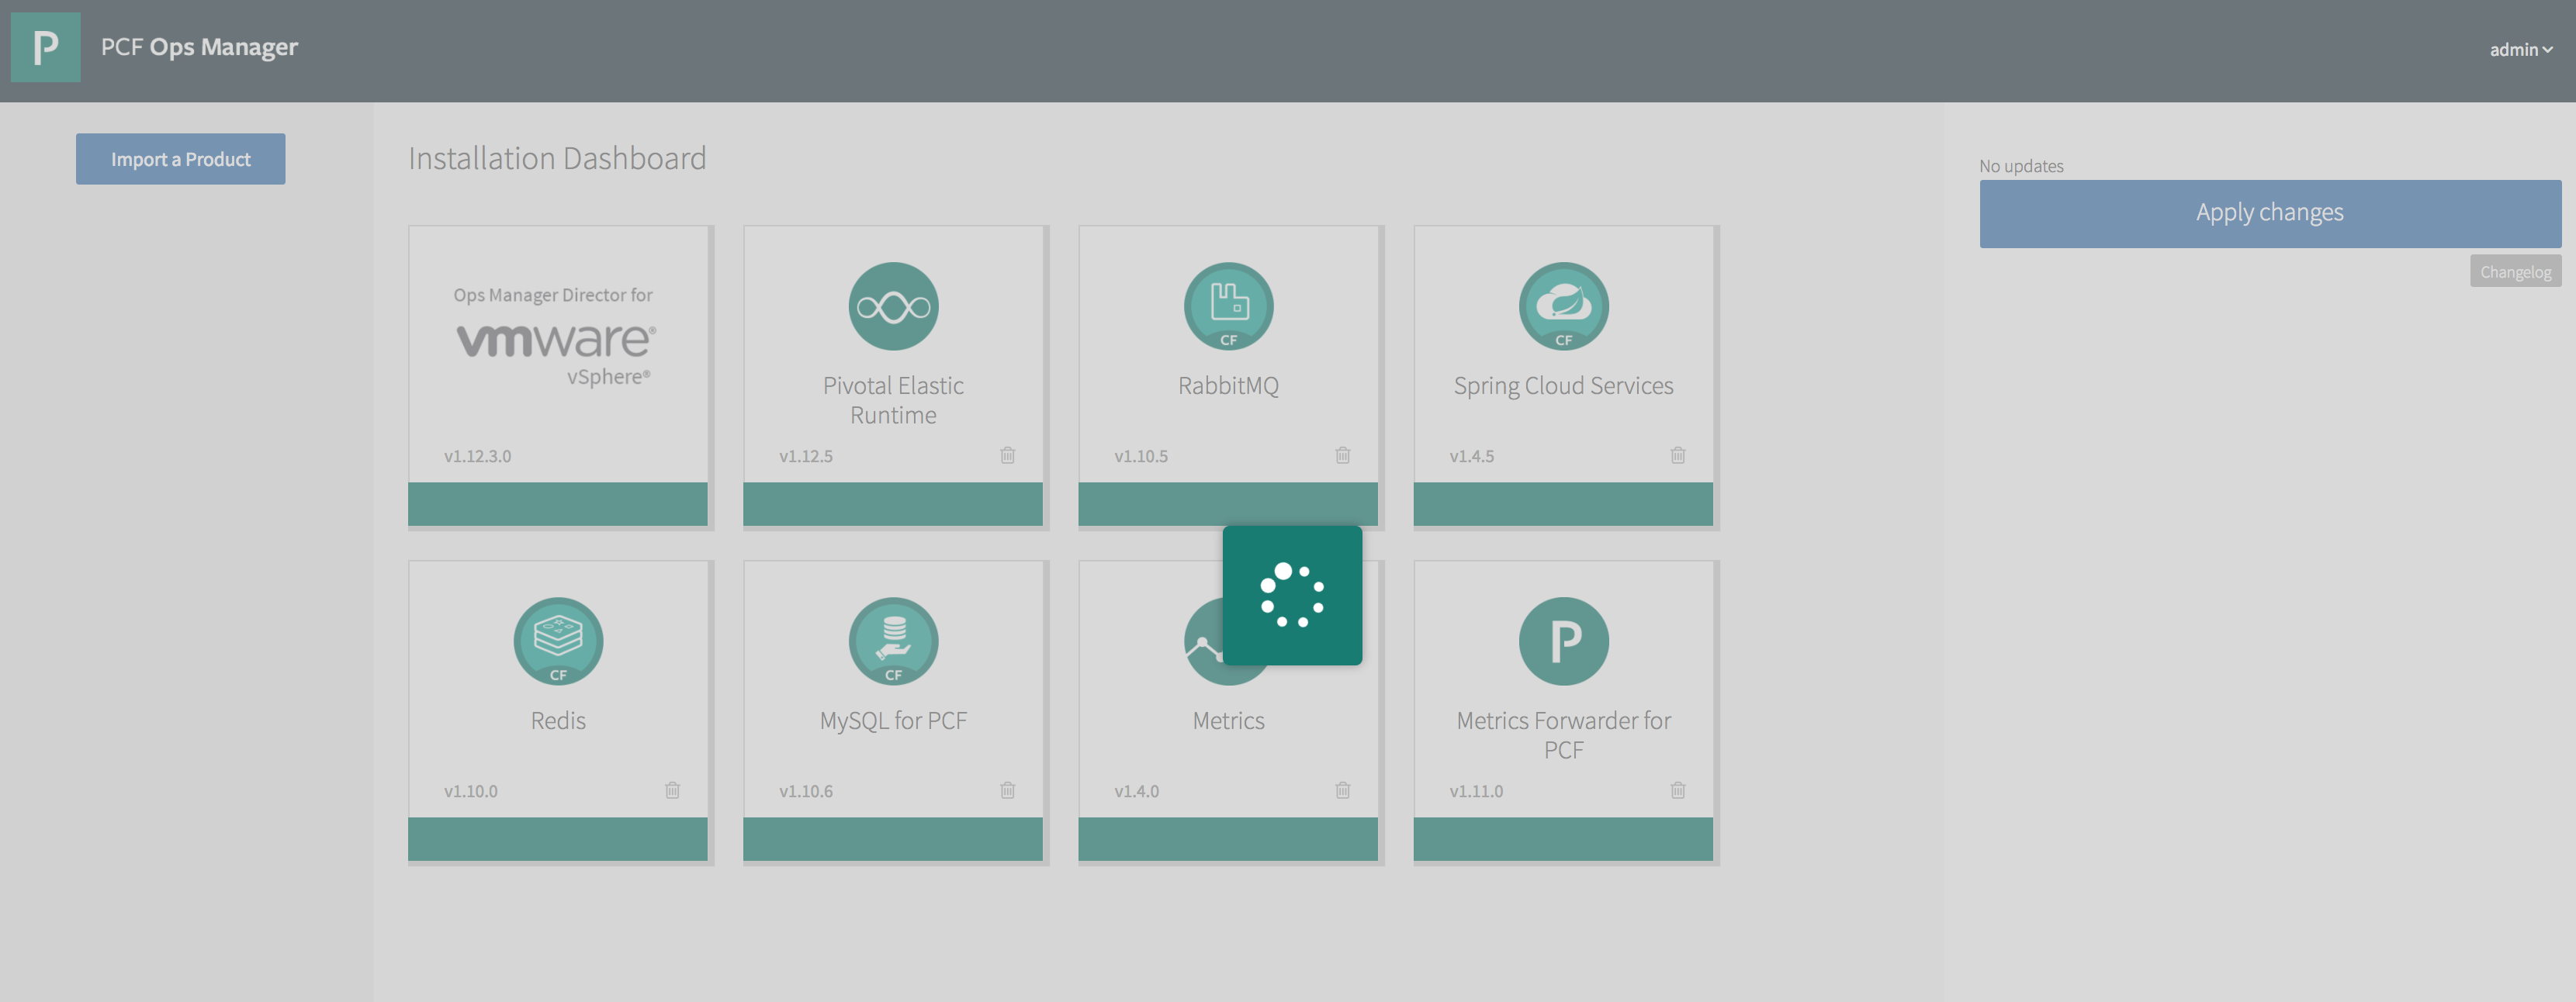 P
PCF Ops Manager
admin
Import a Product
Installation Dashboard
No updates
Apply changes
Changelog
Ops Manager Director for
vmware®
vSphere®
v1.12.3.0
Pivotal Elastic
Runtime
v1.12.5
CF
RabbitMQ
v1.10.5
CF
Spring Cloud Services
v1.4.5
CF
Redis
v1.10.0
CF
MySQL for PCF
v1.10.6
Metrics
v1.4.0
P
Metrics Forwarder for
PCF
v1.11.0